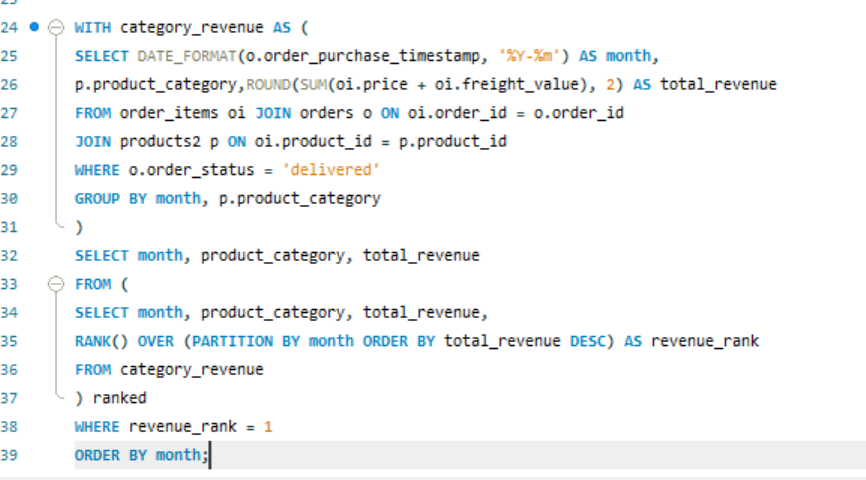 24 WITH category_revenue AS (
25 SELECT DATE_FORMAT(o.order_purchase_timestamp, '%Y-%m') AS month,
26 p.product_category,ROUND(SUM(oi.price + oi.freight_value), 2) AS total_revenue
27 FROM order_items oi JOIN orders o ON oi.order_id = o.order_id
28 JOIN products2 p ON oi.product_id = p.product_id
29 WHERE o.order_status = 'delivered'
30 GROUP BY month, p.product_category
31 )
32 SELECT month, product_category, total_revenue
33 FROM (
34 SELECT month, product_category, total_revenue,
35 RANK() OVER (PARTITION BY month ORDER BY total_revenue DESC) AS revenue_rank
36 FROM category_revenue
37 ) ranked
38 WHERE revenue_rank = 1
39 ORDER BY month;